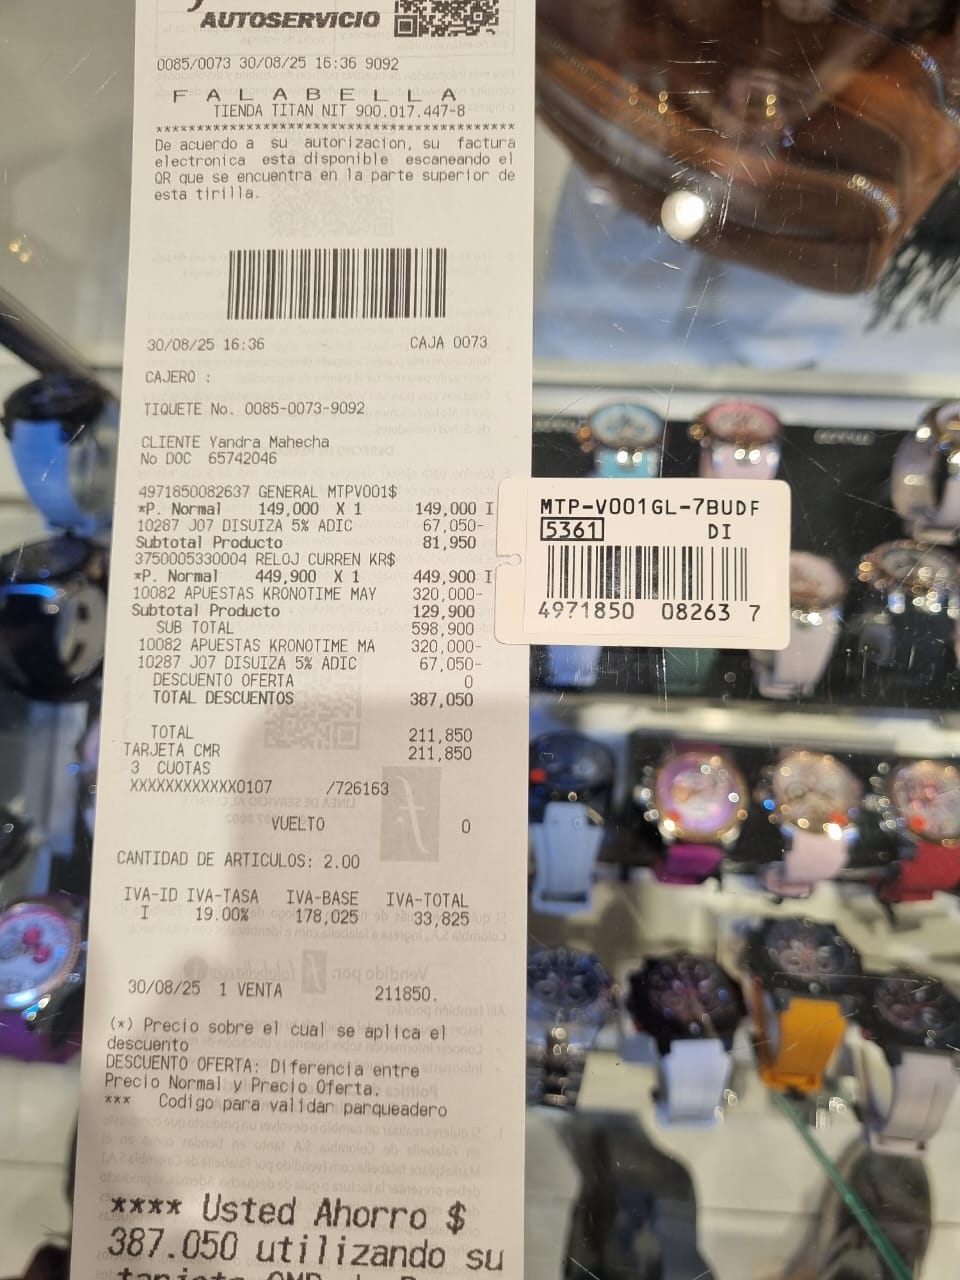 AUTOSERVICIO
0085/0073 30/08/25 16:36 9092
F A L A B E L L A
TIENDA TITAN NIT 900.017.447-8
****************************************
De acuerdo a su autorizacion, su factura
electronica esta disponible escaneando el
QR que se encuentra en la parte superior de
esta tirilla.
30/08/25 16:36 CAJA 0073
CAJERO :
TIQUETE No. 0085-0073-9092
CLIENTE Yandra Mahecha
No DOC 65742046
4971850082637 GENERAL MTPV001$
*P. Normal 149,000 X 1 149,000 I
10287 J07 DISUIZA 5% ADIC 67,050-
Subtotal Producto 81,950
3750005330004 RELOJ CURREN KR$
*P. Normal 449,900 X 1 449,900 I
10082 APUESTAS KRONOTIME MAY 320,000-
Subtotal Producto 129,900
SUB TOTAL 598,900
10082 APUESTAS KRONOTIME MA 320,000-
10287 J07 DISUIZA 5% ADIC 67,050-
DESCUENTO OFERTA 0
TOTAL DESCUENTOS 387,050
TOTAL 211,850
TARJETA CMR 211,850
3 CUOTAS
XXXXXXXXXXXX0107 /726163
VUELTO 0
CANTIDAD DE ARTICULOS: 2.00
IVA-ID IVA-TASA IVA-BASE IVA-TOTAL
I 19.00% 178,025 33,825
30/08/25 1 VENTA 211850.
(*) Precio sobre el cual se aplica el
descuento
DESCUENTO OFERTA: Diferencia entre
Precio Normal y Precio Oferta.
*** Codigo para validar parqueadero
**** Usted Ahorro $
387.050 utilizando su
MTP-V001GL-7BUDF
5361 DI
4971850 08263 7